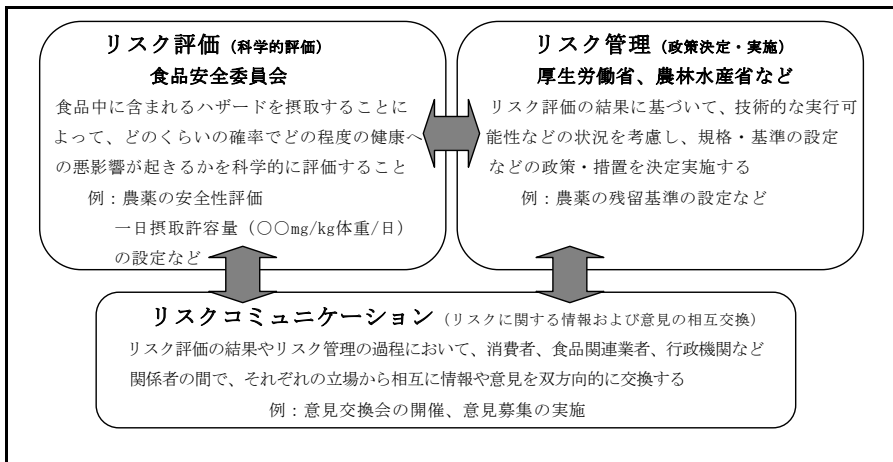 リスク評価（科学的評価）
食品安全委員会
食品中に含まれるハザードを摂取することに
よって、どのくらいの確率でどの程度の健康へ
の悪影響が起きるかを科学的に評価すること
例：農薬の安全性評価
一日摂取許容量（〇〇mg/kg体重/日）
の設定など
リスク管理（政策決定・実施）
厚生労働省、農林水産省など
リスク評価の結果に基づいて、技術的な実行可
能性などの状況を考慮し、規格・基準の設定
などの政策・措置を決定実施する
例：農薬の残留基準の設定など
リスクコミュニケーション（リスクに関する情報および意見の相互交換）
リスク評価の結果やリスク管理の過程において、消費者、食品関連業者、行政機関など
関係者の間で、それぞれの立場から相互に情報や意見を双方向的に交換する
例：意見交換会の開催、意見募集の実施